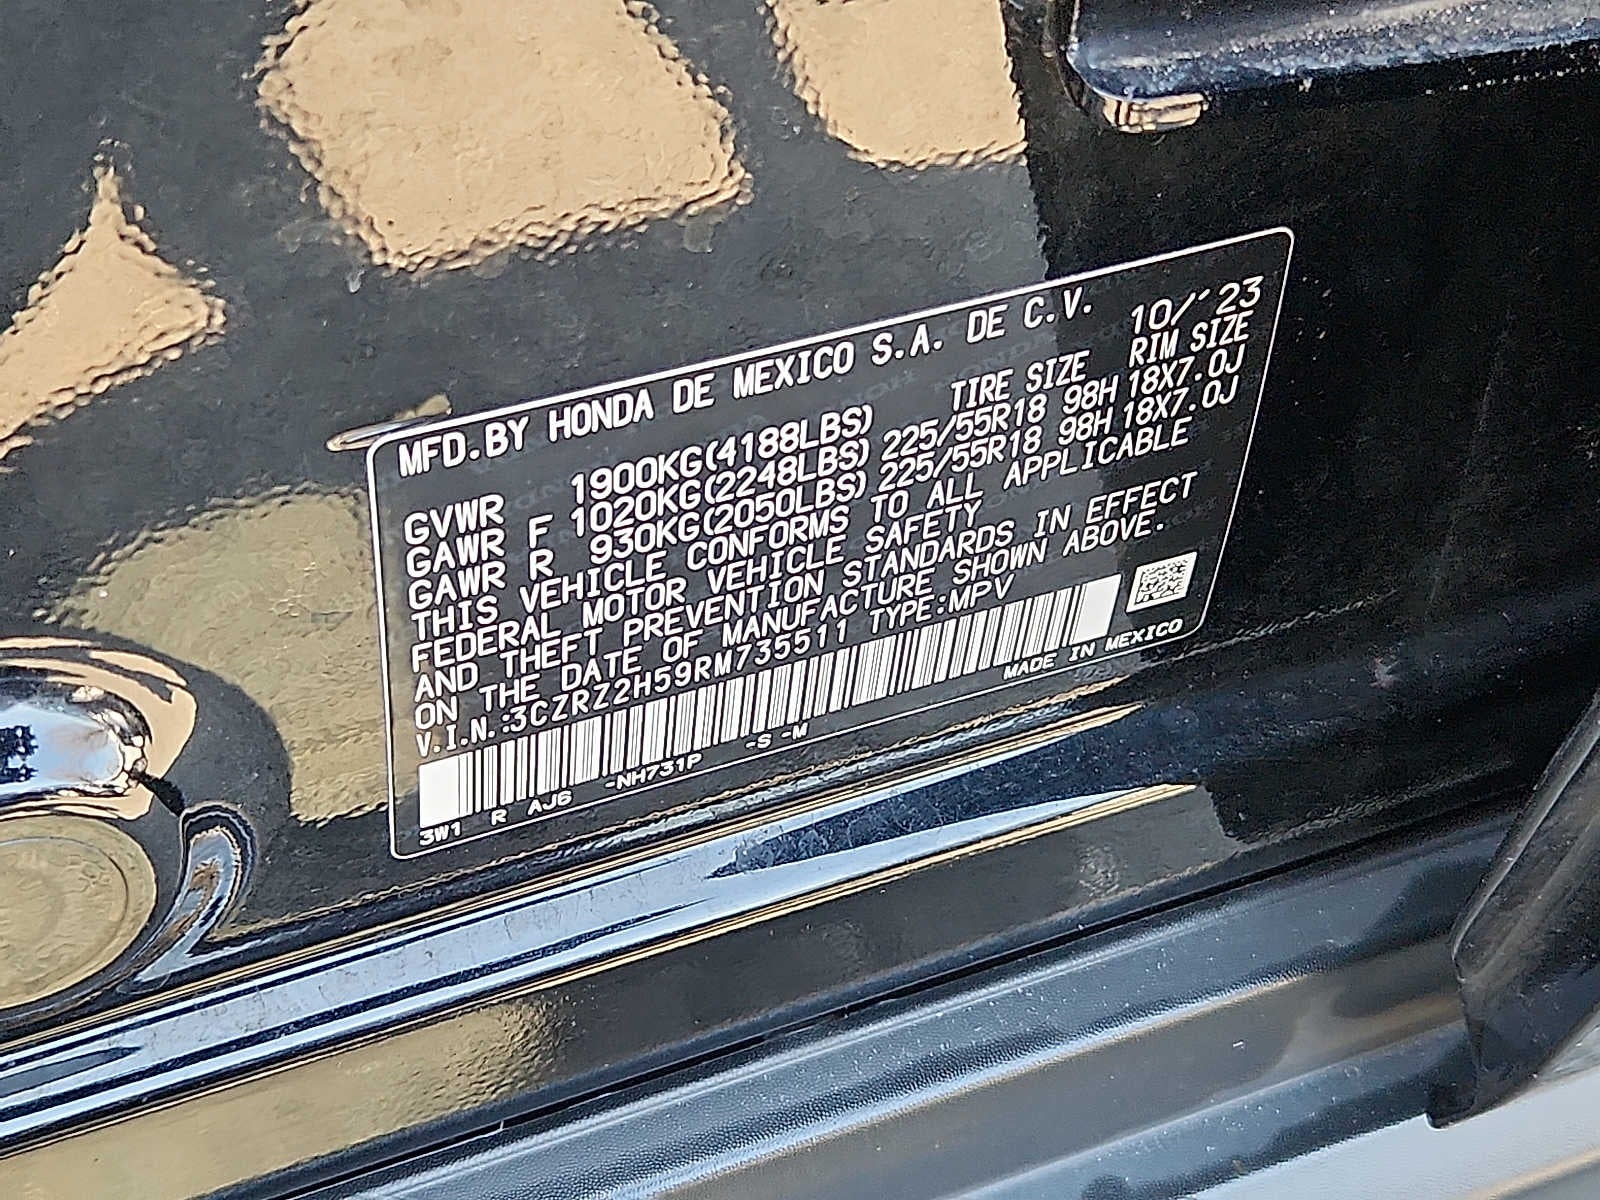 MFD.BY HONDA DE MEXICO S.A. DE C.V. 10/'23
GVWR 1900KG(4188LBS) TIRE SIZE RIM SIZE
GAWR F 1020KG(2248LBS) 225/55R18 98H 18X7.0J
GAWR R 930KG(2050LBS) 225/55R18 98H 18X7.0J
THIS VEHICLE CONFORMS TO ALL APPLICABLE
FEDERAL MOTOR VEHICLE SAFETY
AND THEFT PREVENTION STANDARDS IN EFFECT
ON THE DATE OF MANUFACTURE SHOWN ABOVE.
V.I.N.:3CZRZ2H59RM735511 TYPE:MPV
MADE IN MEXICO
3W1 R AJ6 -NH731P -S -M